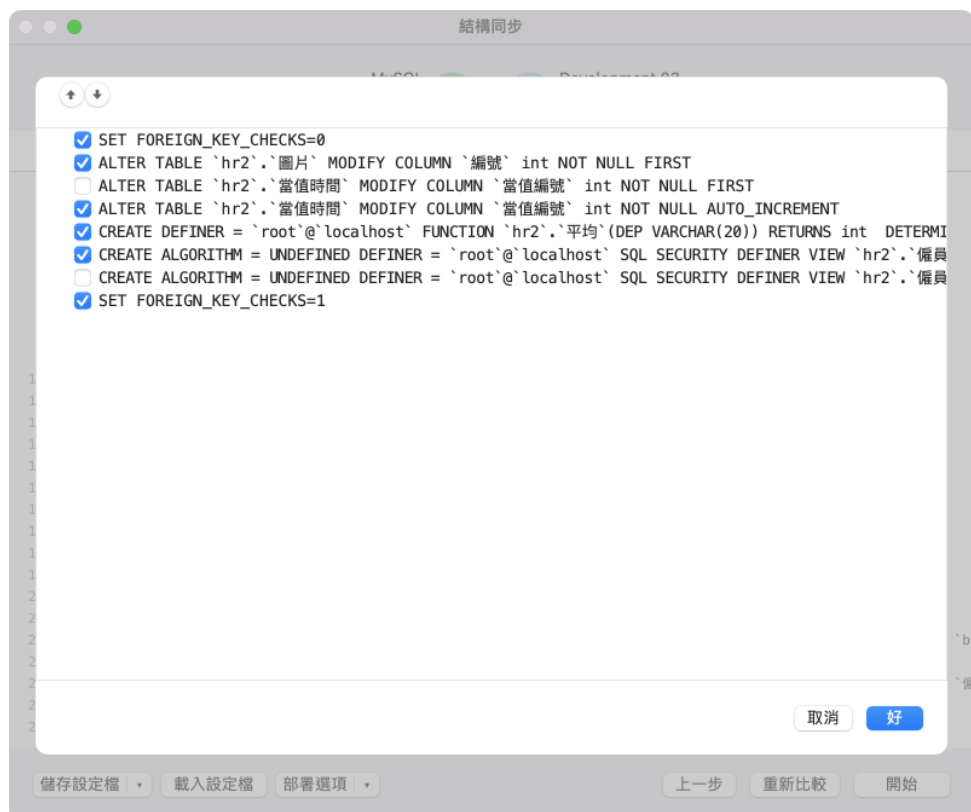 結構同步
SET FOREIGN_KEY_CHECKS=0
ALTER TABLE `hr2`.`圖片` MODIFY COLUMN `編號` int NOT NULL FIRST
ALTER TABLE `hr2`.`當值時間` MODIFY COLUMN `當值編號` int NOT NULL FIRST
ALTER TABLE `hr2`.`當值時間` MODIFY COLUMN `當值編號` int NOT NULL AUTO_INCREMENT
CREATE DEFINER = `root`@`localhost` FUNCTION `hr2`.`平均`(DEP VARCHAR(20)) RETURNS int  DETERMI
CREATE ALGORITHM = UNDEFINED DEFINER = `root`@`localhost` SQL SECURITY DEFINER VIEW `hr2`.`僱員
CREATE ALGORITHM = UNDEFINED DEFINER = `root`@`localhost` SQL SECURITY DEFINER VIEW `hr2`.`僱員
SET FOREIGN_KEY_CHECKS=1
取消 好
儲存設定檔 載入設定檔 部署選項 上一步 重新比較 開始